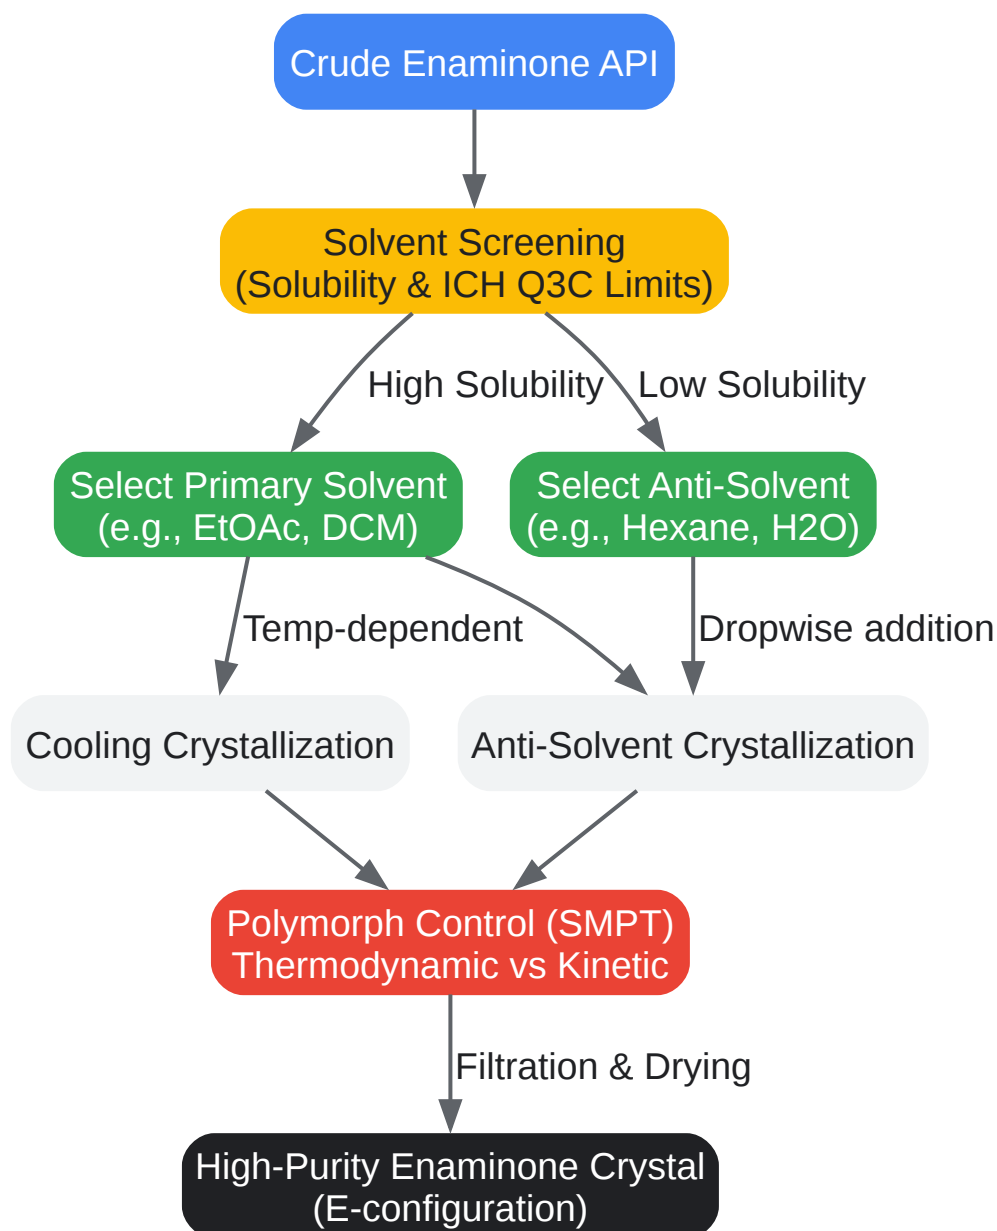 Crude Enaminone API
Solvent Screening
(Solubility & ICH Q3C Limits)
High Solubility
Low Solubility
Select Primary Solvent
(e.g., EtOAc, DCM)
Select Anti-Solvent
(e.g., Hexane, H2O)
Temp-dependent
Dropwise addition
Cooling Crystallization
Anti-Solvent Crystallization
Polymorph Control (SMPT)
Thermodynamic vs Kinetic
Filtration & Drying
High-Purity Enaminone Crystal
(E-configuration)